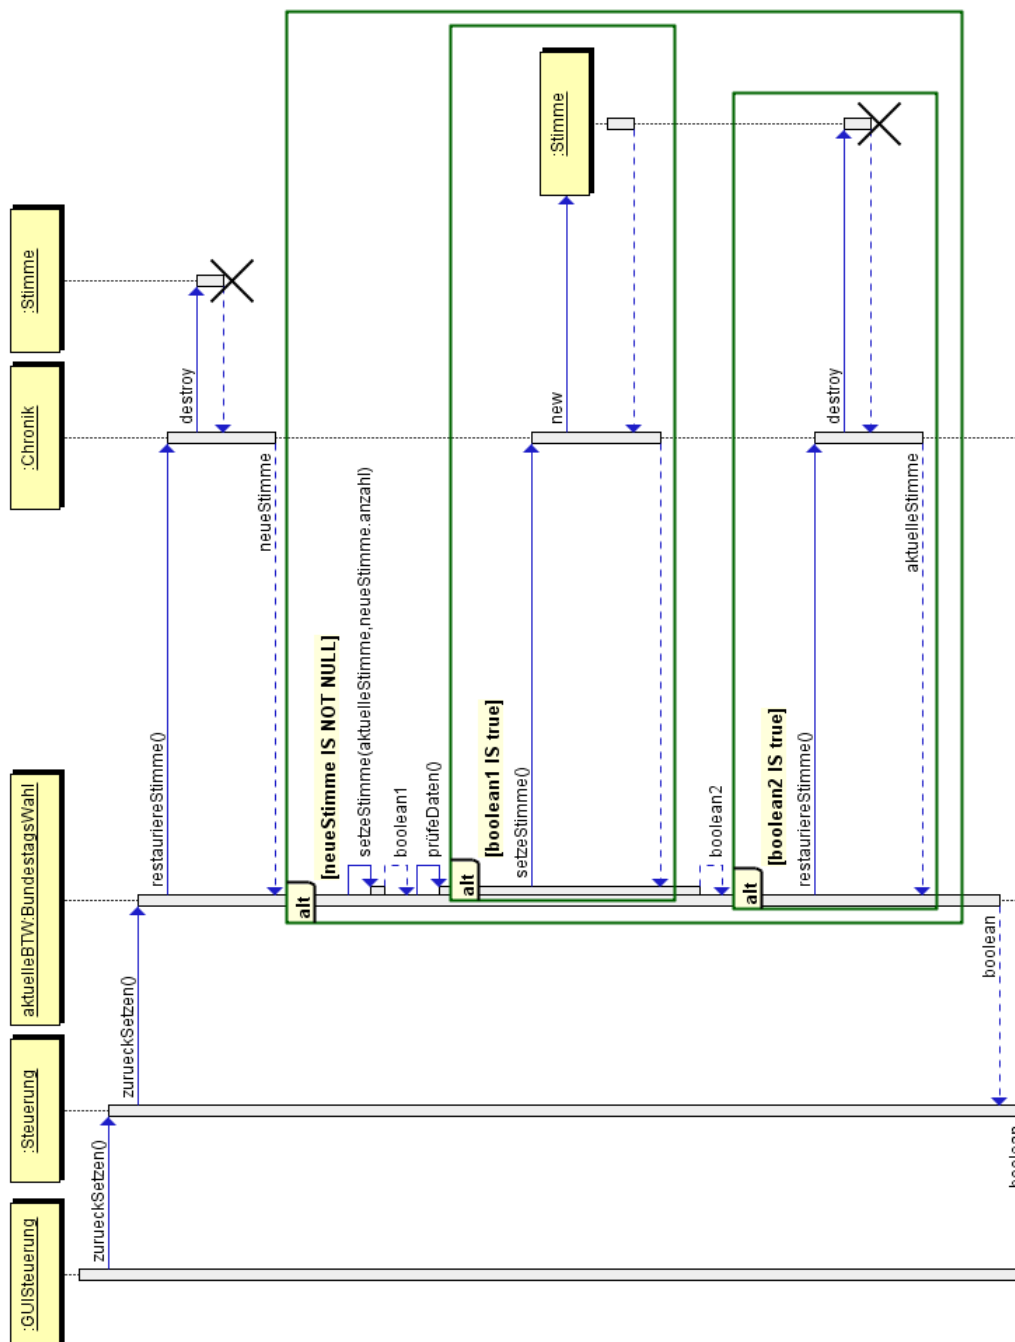 :GUISteuerung
:Steuerung
aktuelleBTW:BundestagsWahl
:Chronik
:Stimme
zurueckSetzen()
zurueckSetzen()
restauriereStimme()
destroy
neueStimme
alt
[neueStimme IS NOT NULL]
setzeStimme(aktuelleStimme,neueStimme.anzahl)
boolean1
prüfeDaten()
alt
[boolean1 IS true]
setzeStimme()
new
:Stimme
boolean2
alt
[boolean2 IS true]
restauriereStimme()
destroy
aktuelleStimme
boolean
boolean